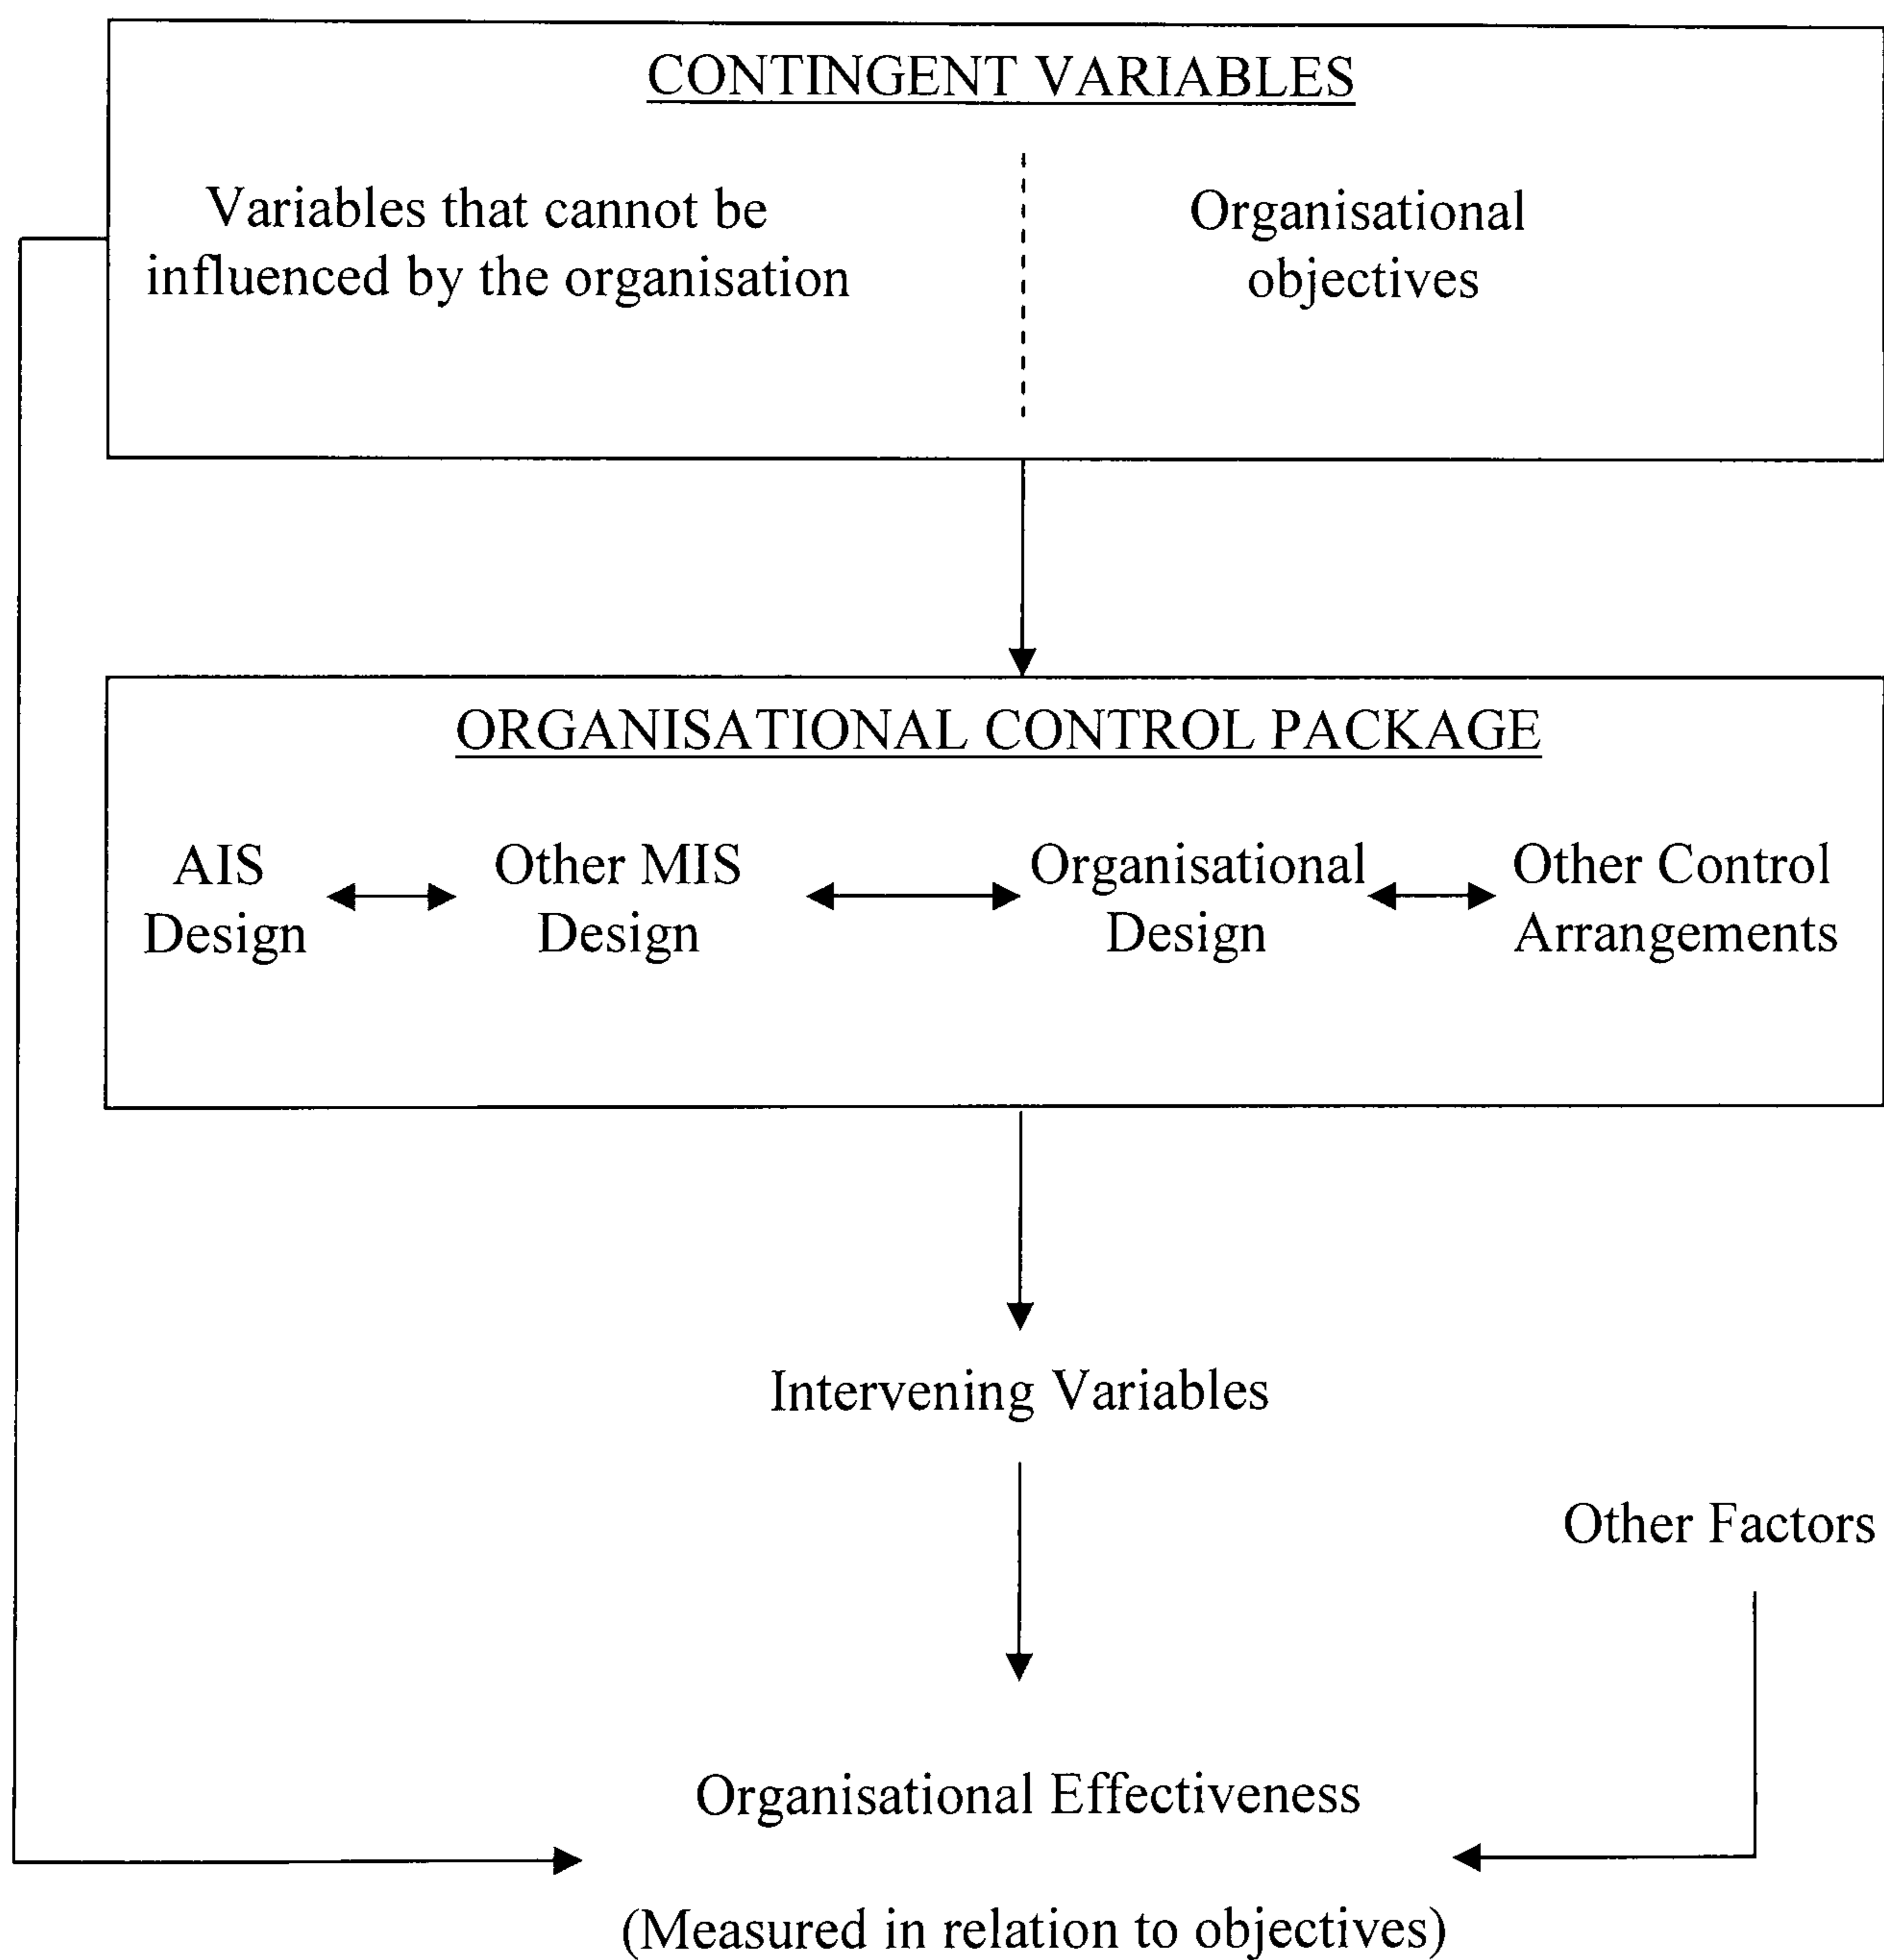 CONTINGENT VARIABLES
Variables that cannot be
influenced by the organisation
Organisational
objectives
ORGANISATIONAL CONTROL PACKAGE
AIS
Design
Other MIS
Design
Organisational
Design
Other Control
Arrangements
Intervening Variables
Other Factors
Organisational Effectiveness
(Measured in relation to objectives)